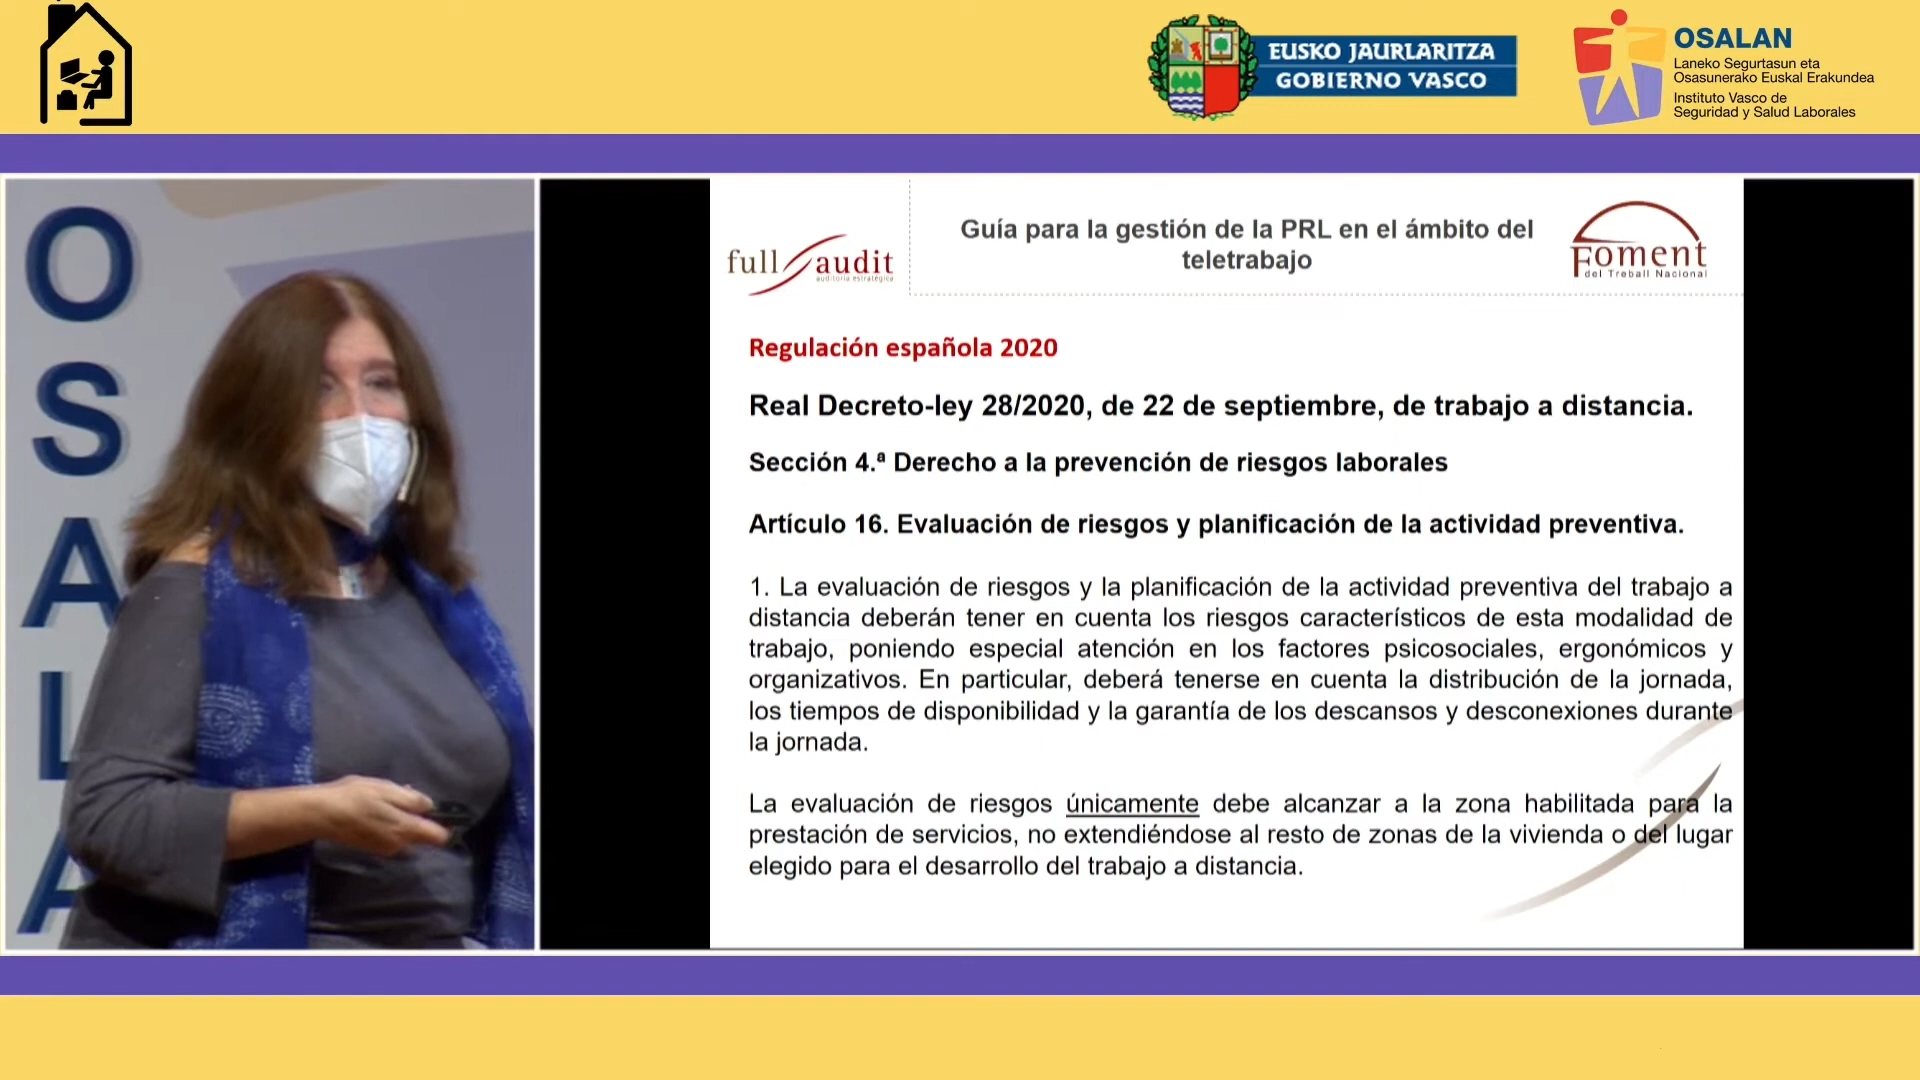 EUSKO JAURLARITZA
GOBIERNO VASCO
OSALAN
Laneko Segurtasun eta
Osasunerako Euskal Erakundea
Instituto Vasco de
Seguridad y Salud Laborales
O
S
A
L
A
full audit
auditoría estratégica
Guía para la gestión de la PRL en el ámbito del
teletrabajo
Foment
del Treball Nacional
Regulación española 2020
Real Decreto-ley 28/2020, de 22 de septiembre, de trabajo a distancia.
Sección 4.ª Derecho a la prevención de riesgos laborales
Artículo 16. Evaluación de riesgos y planificación de la actividad preventiva.
1. La evaluación de riesgos y la planificación de la actividad preventiva del trabajo a
distancia deberán tener en cuenta los riesgos característicos de esta modalidad de
trabajo, poniendo especial atención en los factores psicosociales, ergonómicos y
organizativos. En particular, deberá tenerse en cuenta la distribución de la jornada,
los tiempos de disponibilidad y la garantía de los descansos y desconexiones durante
la jornada.
La evaluación de riesgos únicamente debe alcanzar a la zona habilitada para la
prestación de servicios, no extendiéndose al resto de zonas de la vivienda o del lugar
elegido para el desarrollo del trabajo a distancia.